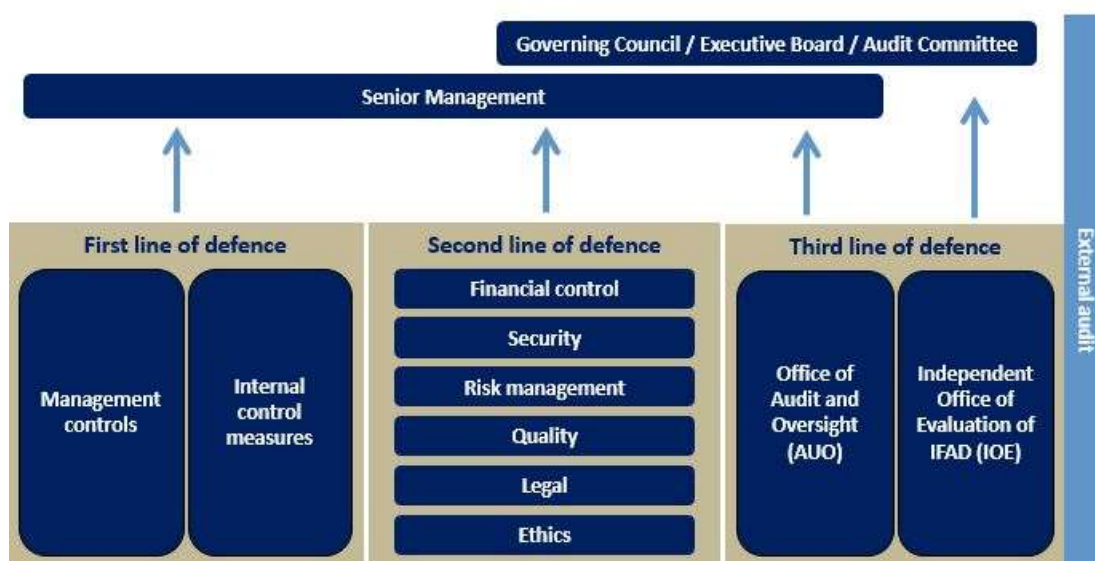 Governing Council / Executive Board / Audit Committee
Senior Management
First line of defence
Management
controls
Internal
control
measures
Second line of defence
Financial control
Security
Risk management
Quality
Legal
Ethics
Third line of defence
Office of
Audit and
Oversight
(AUO)
Independent
Office of
Evaluation of
IFAD (IOE)
External audit